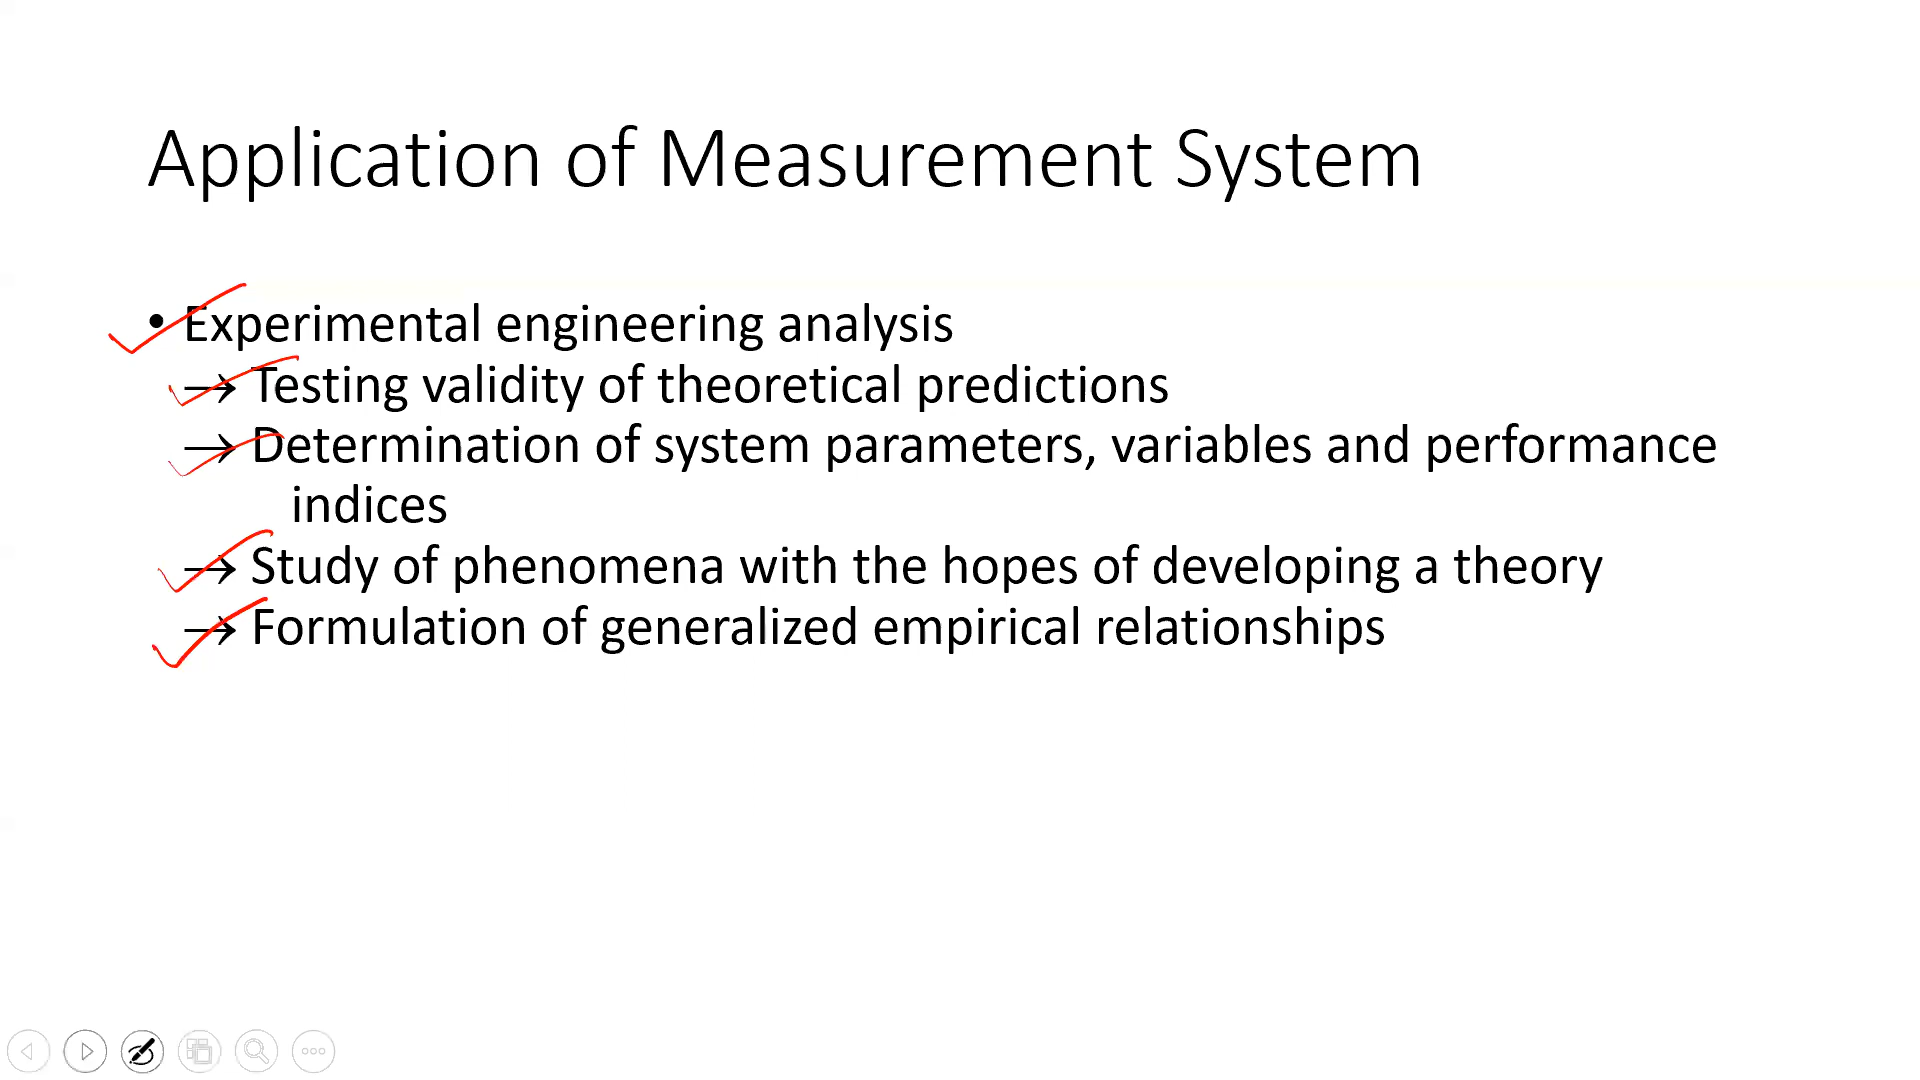 Application of Measurement System
• Experimental engineering analysis
→ Testing validity of theoretical predictions
→ Determination of system parameters, variables and performance
indices
→ Study of phenomena with the hopes of developing a theory
→ Formulation of generalized empirical relationships